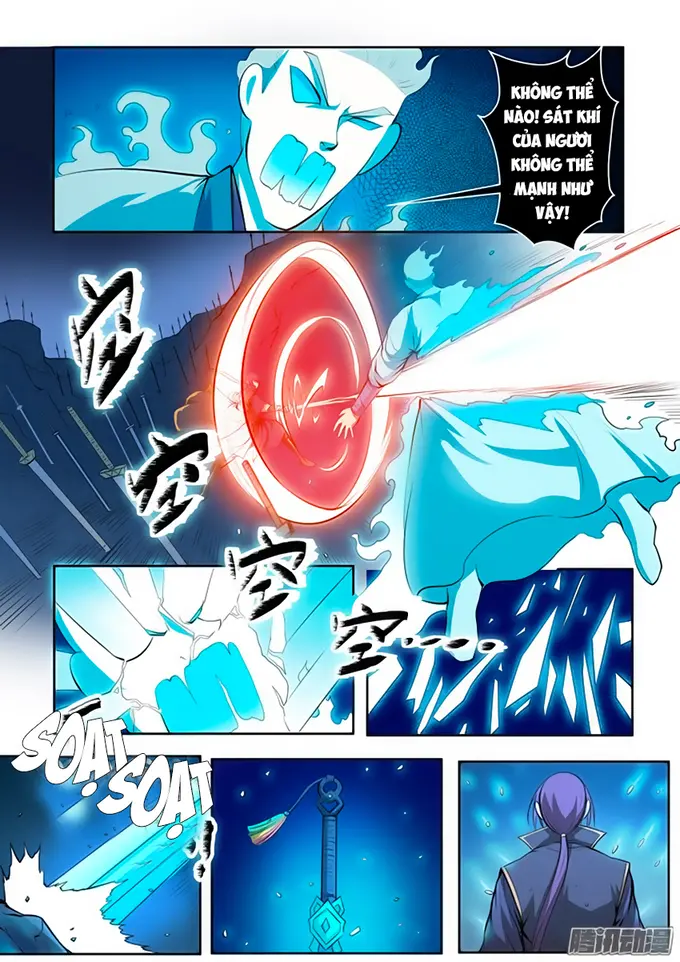 KHÔNG THỂ
NÀO! SÁT KHÍ
CỦA NGƯƠI
KHÔNG THỂ
MẠNH NHƯ
VẬY!
空
空
空
空.....
SOẠT
SOẠT
!!
腾讯动漫